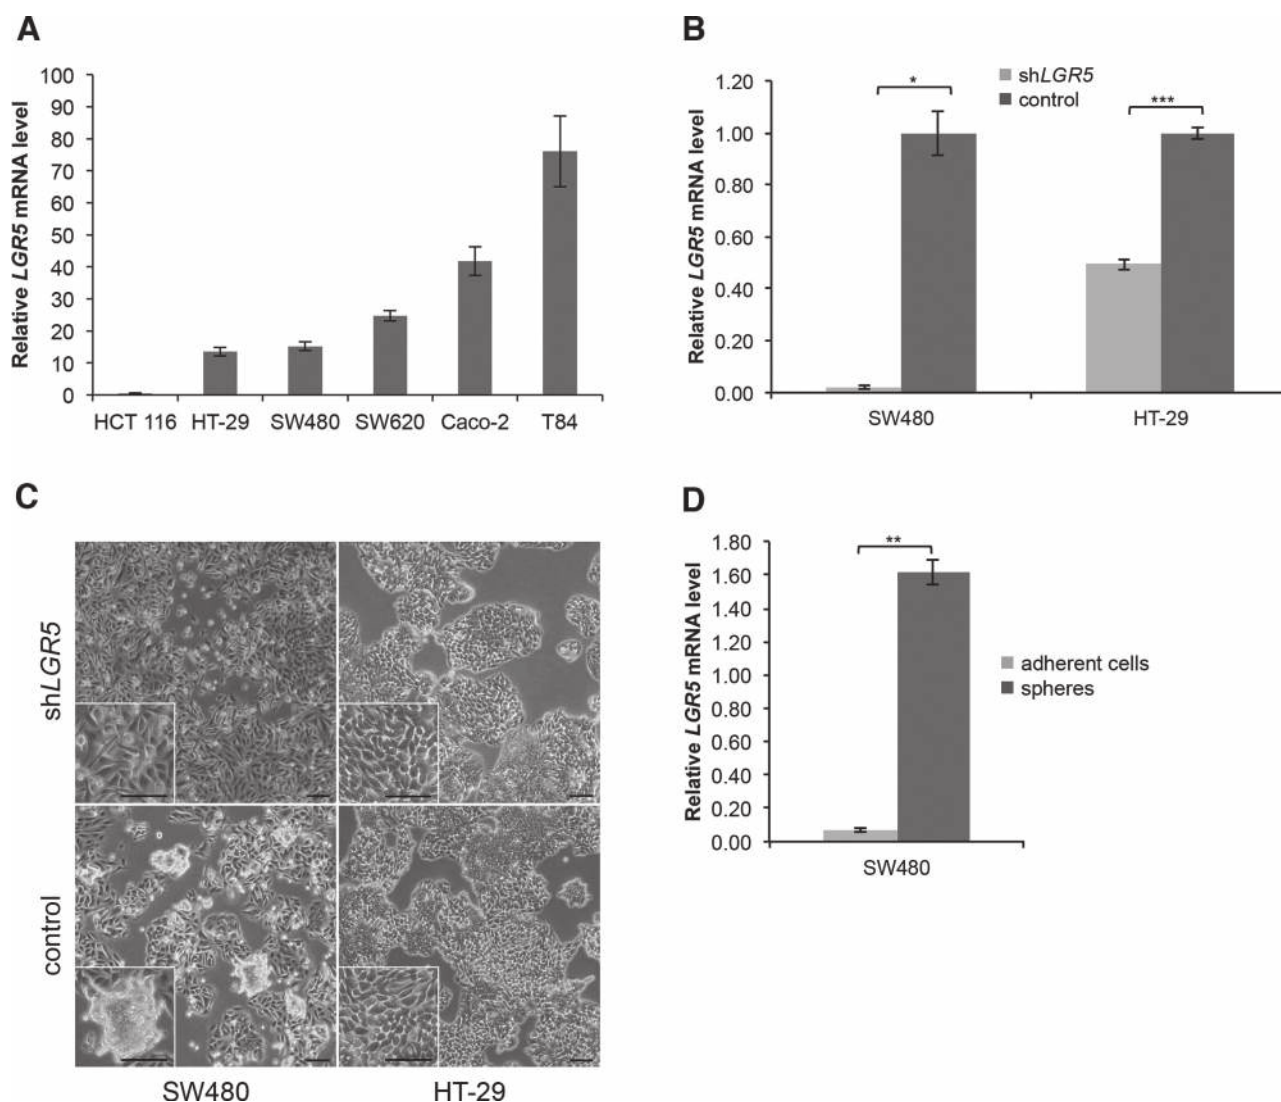 A
Relative LGR5 mRNA level
100
90
80
70
60
50
40
30
20
10
0
HCT 116 HT-29 SW480 SW620 Caco-2 T84
B
Relative LGR5 mRNA level
1.20
1.00
0.80
0.60
0.40
0.20
0.00
* ***
shLGR5
control
SW480 HT-29
C
shLGR5
control
SW480 HT-29
D
Relative LGR5 mRNA level
1.80
1.60
1.40
1.20
1.00
1.80
0.60
0.40
0.20
0.00
**
adherent cells
spheres
SW480